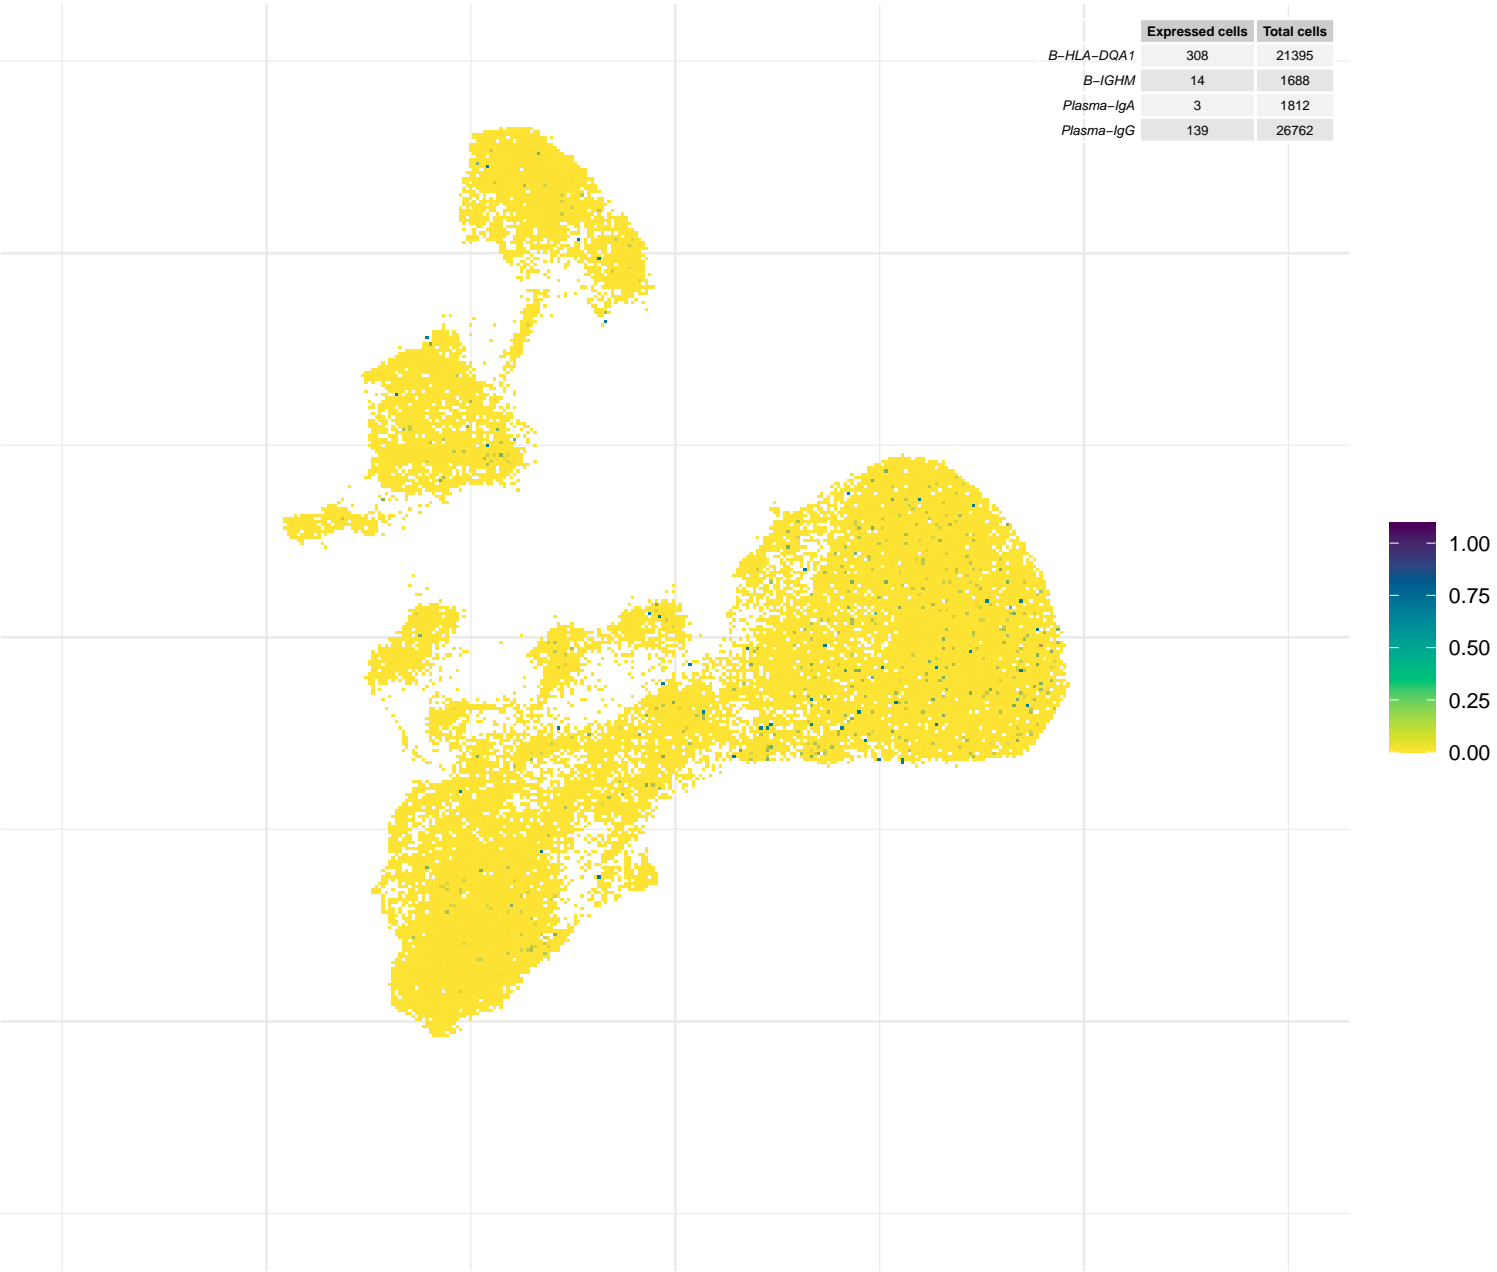 Expressed cells Total cells
B−HLA−DQA1 308 21395
B−IGHM 14 1688
Plasma−IgA 3 1812
Plasma−IgG 139 26762
1.00
0.75
0.50
0.25
0.00